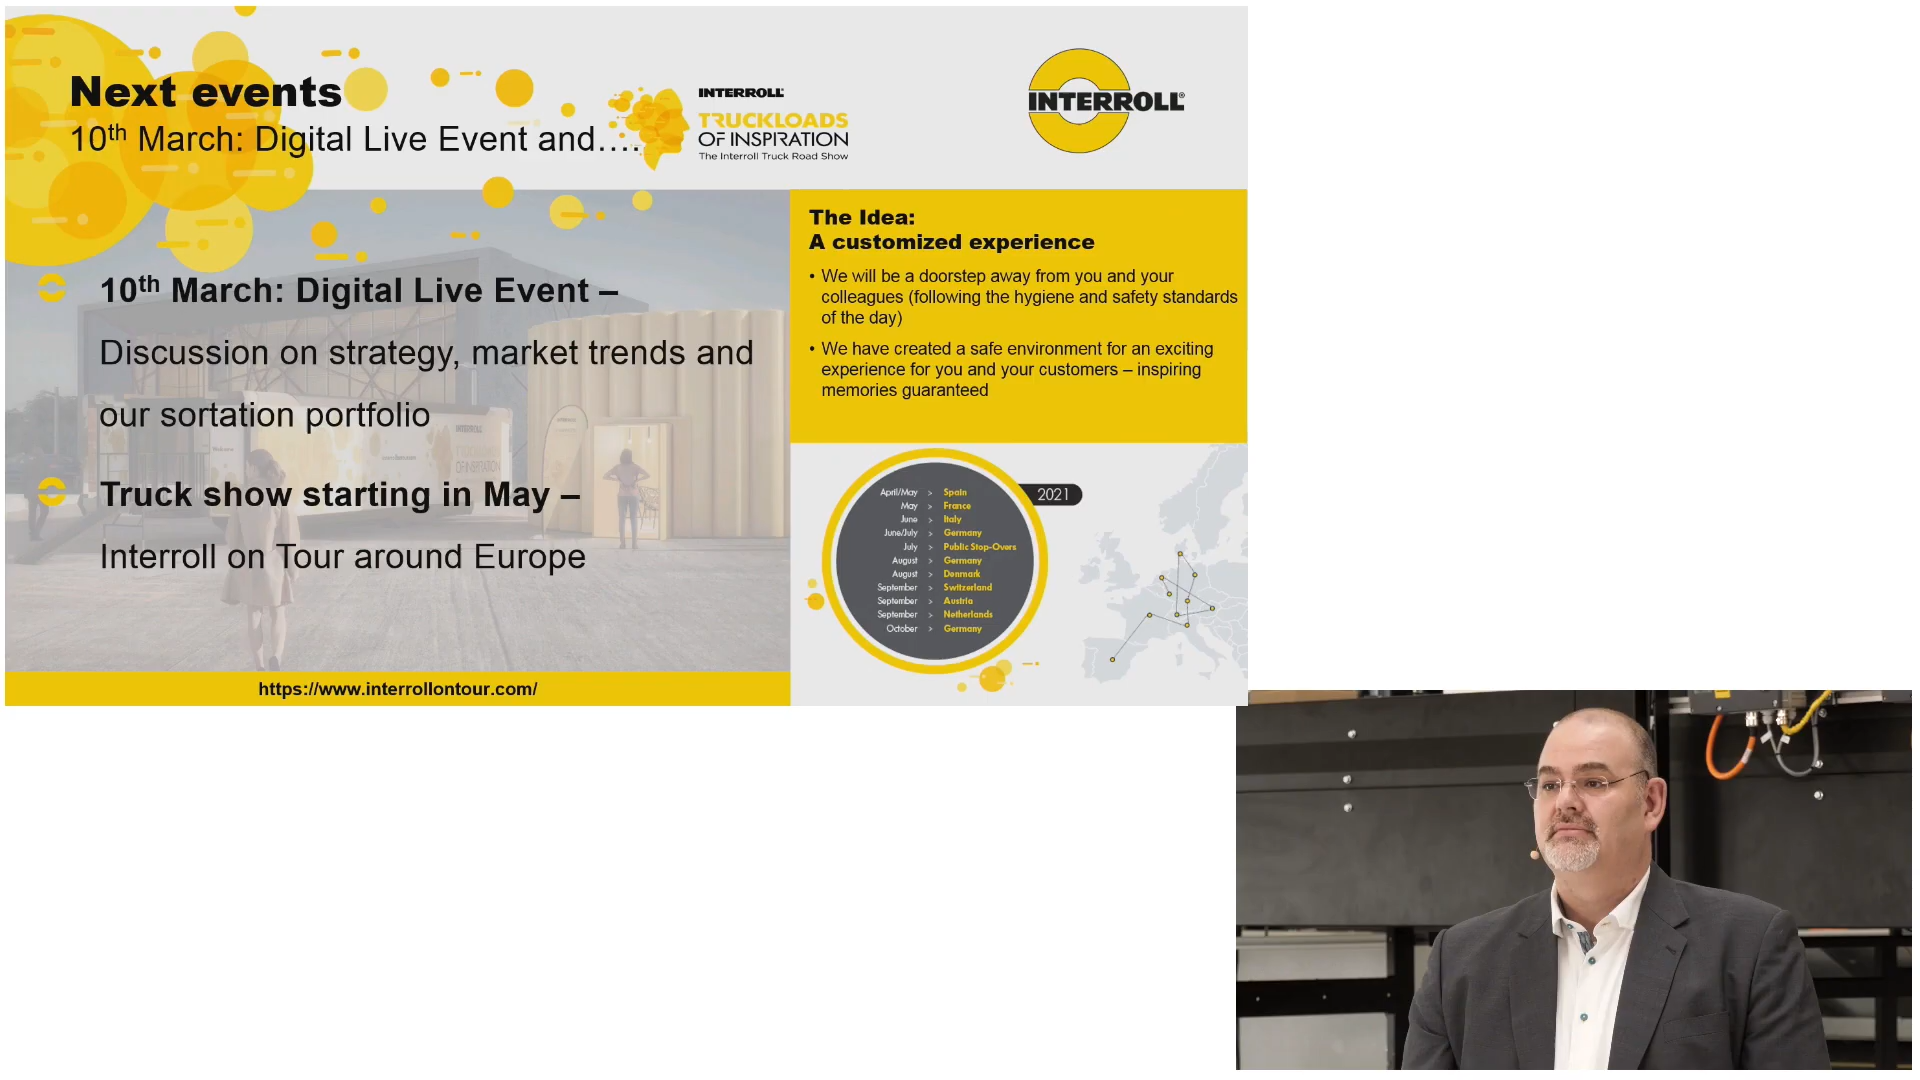 Next events
10th March: Digital Live Event and….
INTERROLL
TRUCKLOADS
OF INSPIRATION
The Interroll Truck Road Show
INTERROLL®
10th March: Digital Live Event –
Discussion on strategy, market trends and
our sortation portfolio
Truck show starting in May –
Interroll on Tour around Europe
https://www.interrollontour.com/
The Idea:
A customized experience
• We will be a doorstep away from you and your
colleagues (following the hygiene and safety standards
of the day)
• We have created a safe environment for an exciting
experience for you and your customers – inspiring
memories guaranteed
2021
April/May > Spain
May > France
June > Italy
June/July > Germany
July > Public Stop-Overs
August > Germany
August > Denmark
September > Switzerland
September > Austria
September > Netherlands
October > Germany